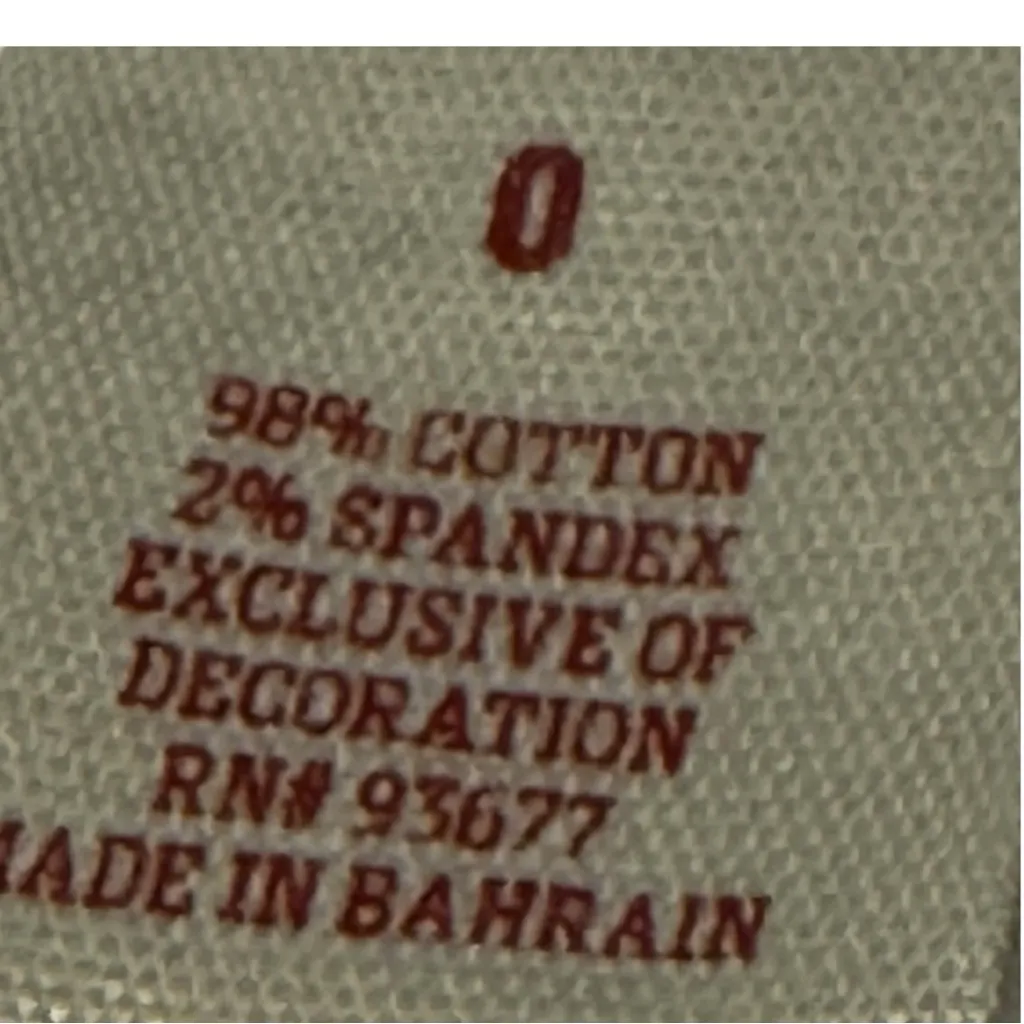 0
98% COTTON
2% SPANDEX
EXCLUSIVE OF
DECORATION
RN# 93677
MADE IN BAHRAIN